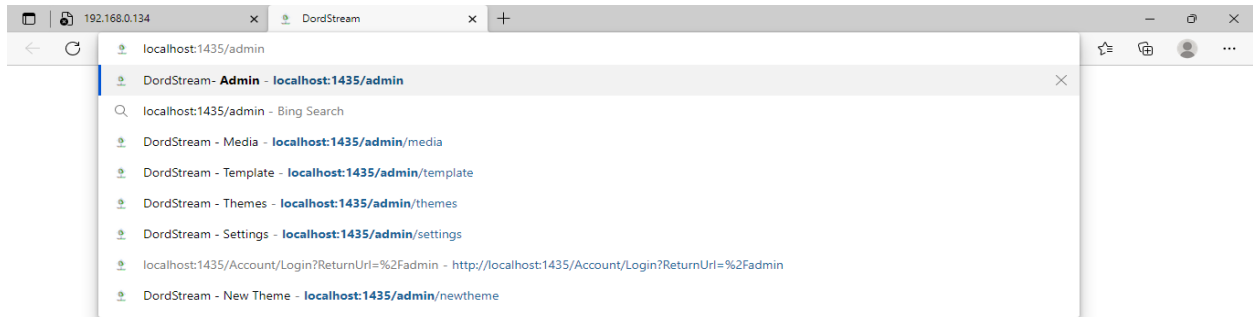 192.168.0.134 DordStream
localhost:1435/admin
DordStream- Admin - localhost:1435/admin
localhost:1435/admin - Bing Search
DordStream - Media - localhost:1435/admin/media
DordStream - Template - localhost:1435/admin/template
DordStream - Themes - localhost:1435/admin/themes
DordStream - Settings - localhost:1435/admin/settings
localhost:1435/Account/Login?ReturnUrl=%2Fadmin - http://localhost:1435/Account/Login?ReturnUrl=%2Fadmin
DordStream - New Theme - localhost:1435/admin/newtheme